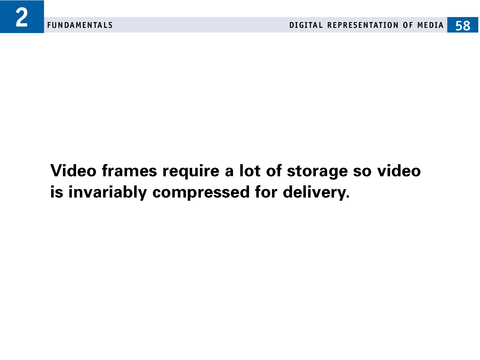 2
FUNDAMENTALS
DIGITAL REPRESENTATION OF MEDIA
58
Video frames require a lot of storage so video
is invariably compressed for delivery.